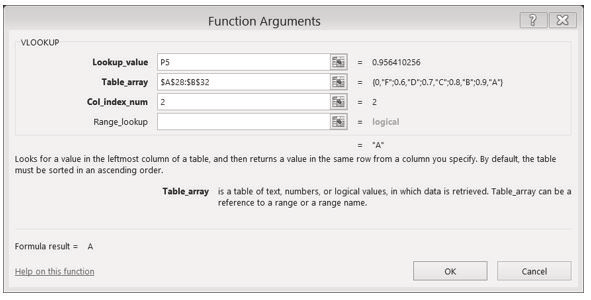 Function Arguments
? X
VLOOKUP
Lookup_value P5 = 0.956410256
Table_array $A$28:$B$32 = {0,"F";0.6,"D";0.7,"C";0.8,"B";0.9,"A"}
Col_index_num 2 = 2
Range_lookup = logical
= "A"
Looks for a value in the leftmost column of a table, and then returns a value in the same row from a column you specify. By default, the table
must be sorted in an ascending order.
Table_array is a table of text, numbers, or logical values, in which data is retrieved. Table_array can be a
reference to a range or a range name.
Formula result = A
Help on this function
OK Cancel